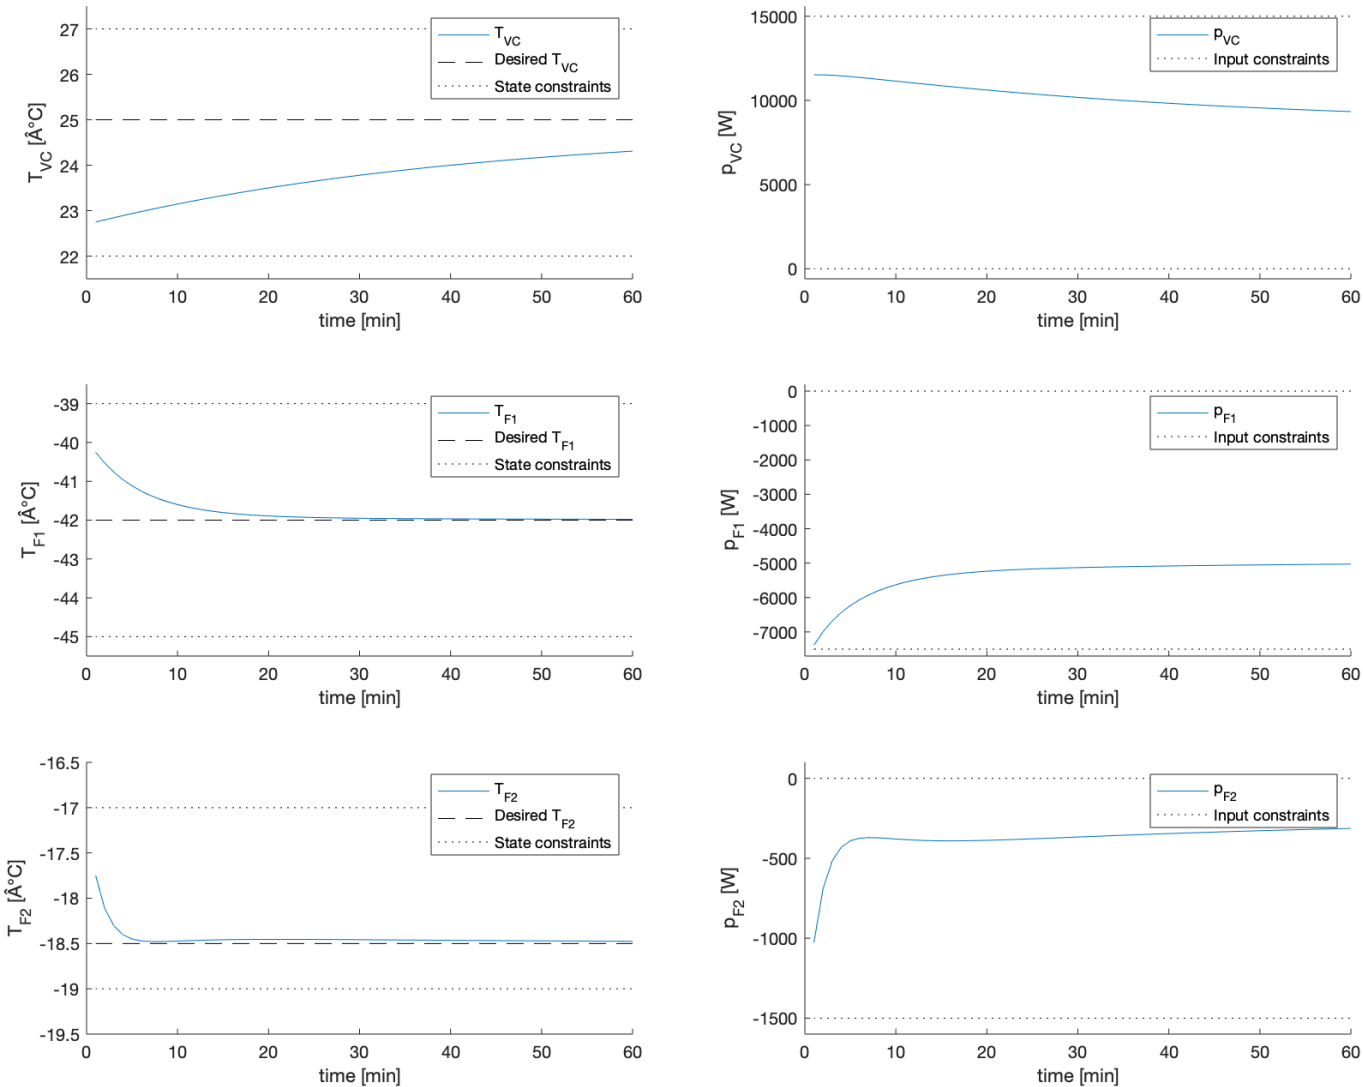 27
26
25
24
23
22
T_VC [Â°C]
0 10 20 30 40 50 60
time [min]
T_VC
Desired T_VC
State constraints
15000
10000
5000
0
p_VC [W]
0 10 20 30 40 50 60
time [min]
p_VC
Input constraints
-39
-40
-41
-42
-43
-44
-45
T_F1 [Â°C]
0 10 20 30 40 50 60
time [min]
T_F1
Desired T_F1
State constraints
0
-1000
-2000
-3000
-4000
-5000
-6000
-7000
p_F1 [W]
0 10 20 30 40 50 60
time [min]
p_F1
Input constraints
-16.5
-17
-17.5
-18
-18.5
-19
-19.5
T_F2 [Â°C]
0 10 20 30 40 50 60
time [min]
T_F2
Desired T_F2
State constraints
0
-500
-1000
-1500
p_F2 [W]
0 10 20 30 40 50 60
time [min]
p_F2
Input constraints